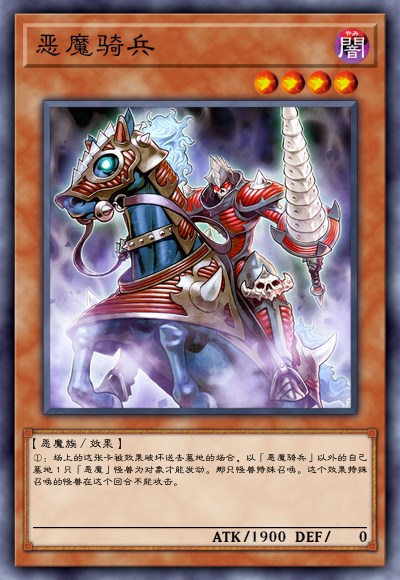 恶魔骑兵
やみ
闇
【恶魔族／效果】
①：场上的这张卡被效果破坏送去墓地的场合，以「恶魔骑兵」以外的自己
墓地1只「恶魔」怪兽为对象才能发动。那只怪兽特殊召唤。这个效果特殊
召唤的怪兽在这个回合不能攻击。
ATK/1900 DEF/ 0